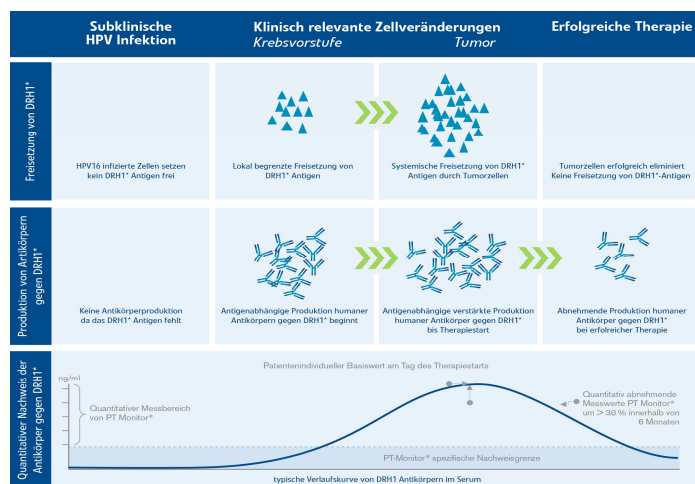 Subklinische
HPV Infektion
Klinisch relevante Zellveränderungen
Krebsvorstufe
Tumor
Erfolgreiche Therapie
Freisetzung von DRH1*
HPV16 infizierte Zellen setzen
kein DRH1* Antigen frei
Lokal begrenzte Freisetzung von
DRH1* Antigen
Systemische Freisetzung von DRH1*
Antigen durch Tumorzellen
Tumorzellen erfolgreich eliminiert
Keine Freisetzung von DRH1*-Antigen
Produktion von Antikörpern
gegen DRH1*
Keine Antikörperproduktion
da das DRH1* Antigen fehlt
Antigenabhängige Produktion humaner
Antikörpern gegen DRH1* beginnt
Antigenabhängige verstärkte Produktion
humaner Antikörper gegen DRH1*
bis Therapiestart
Abnehmende Produktion humaner
Antikörper gegen DRH1*
bei erfolreicher Therapie
Quantitativer Nachweis der
Antikörper gegen DRH1*
Patientenindividueller Basiswert am Tag des Therapiestarts
ng/ml
Quantitativer Messbereich
von PT Monitor*
Quantitativ abnehmende
Messwerte PT Monitor*
um > 30 % innerhalb von
6 Monaten
PT-Monitor* spezifische Nachweisgrenze
typische Verlaufskurve von DRH1 Antikörpern im Serum